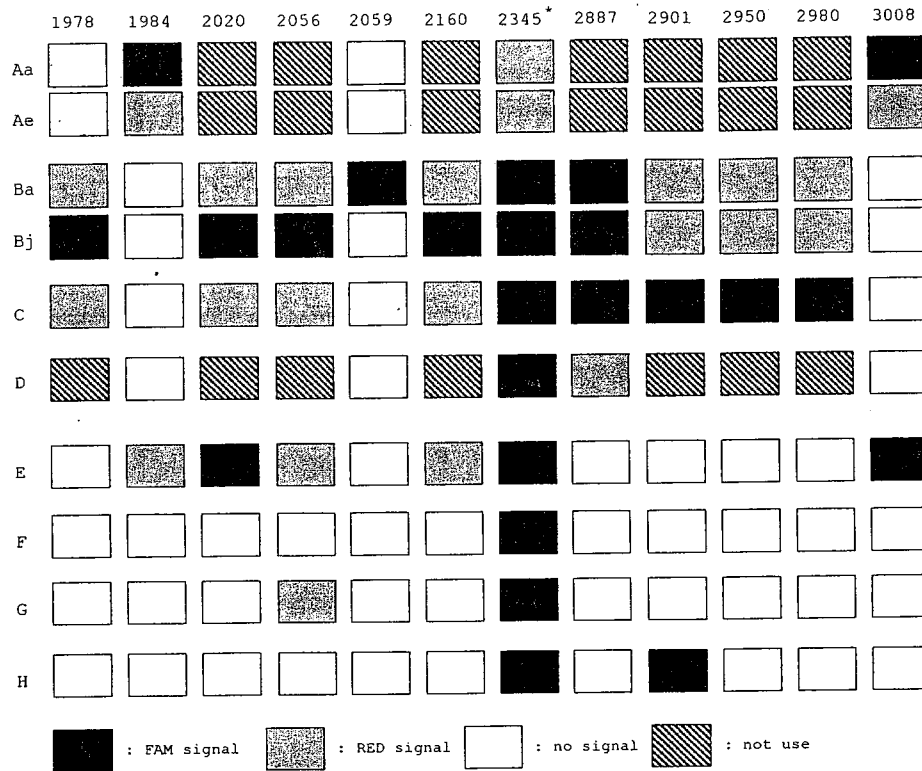 1978 1984 2020 2056 2059 2160 2345* 2887 2901 2950 2980 3008
Aa
Ae
Ba
Bj
C
D
E
F
G
H
: FAM signal : RED signal : no signal : not use